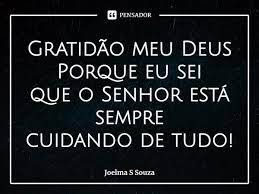 PENSADOR
Gratidão meu Deus
Porque eu sei
que o Senhor está
sempre
cuidando de tudo!
Joelma S Souza